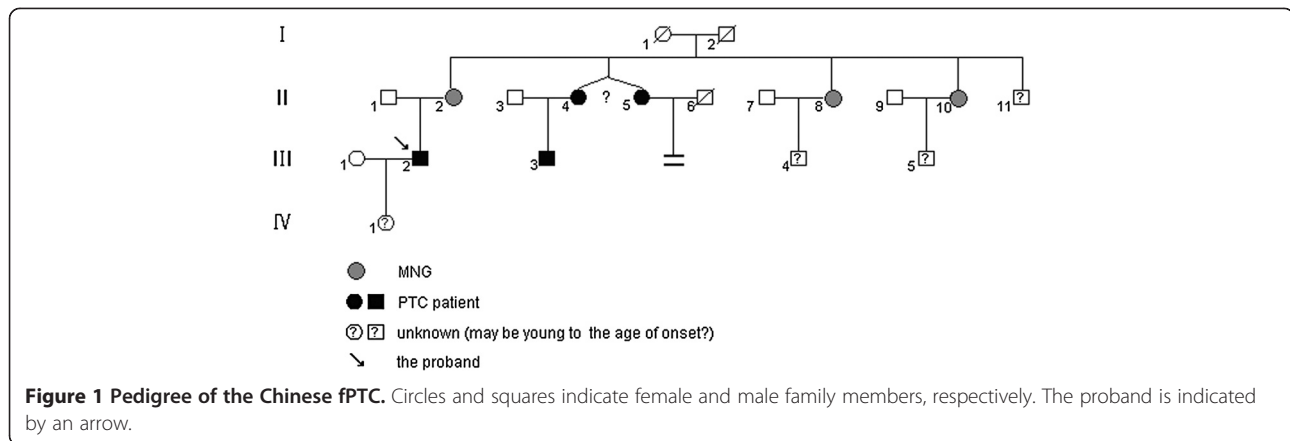 I
1 2
II
1 2 3 4 ? 5 6 7 8 9 10 11 ?
III
1 2 3 4 ? 5 ?
IV
1 ?
MNG
PTC patient
? ? unknown (may be young to the age of onset?)
the proband
Figure 1 Pedigree of the Chinese fPTC. Circles and squares indicate female and male family members, respectively. The proband is indicated
by an arrow.